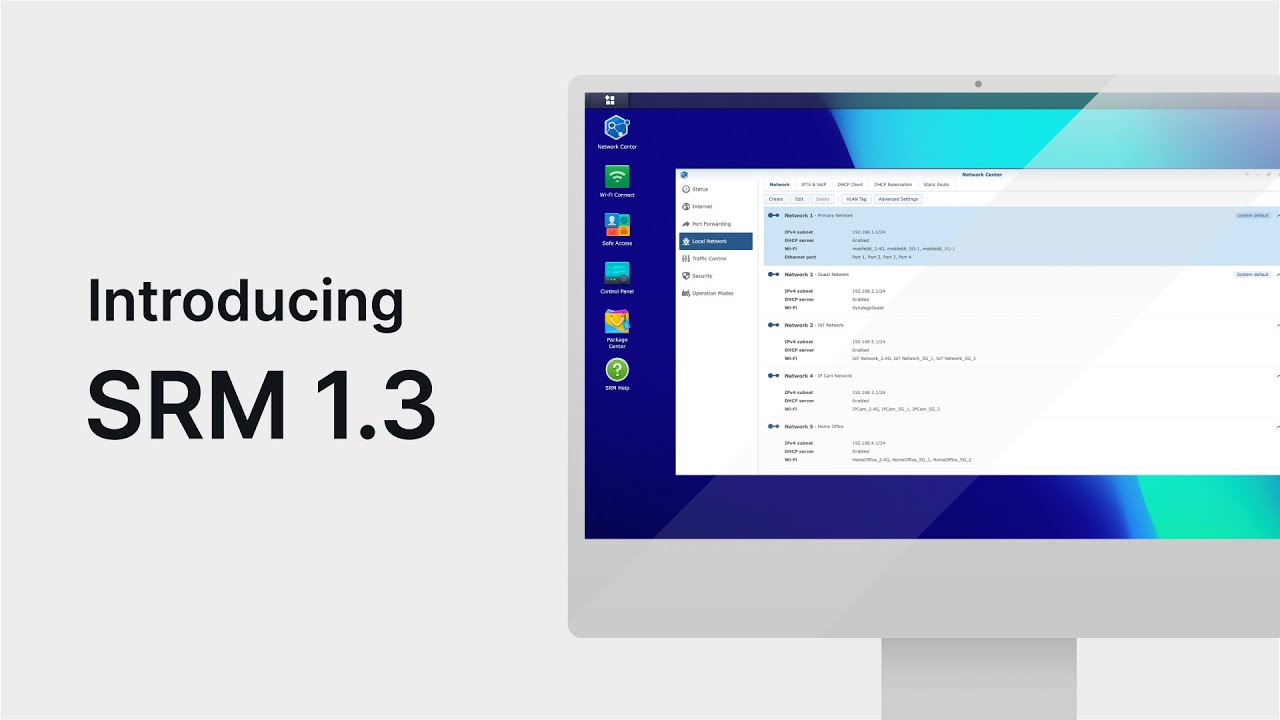 Introducing
SRM 1.3
Network Center
Wi-Fi Connect
Safe Access
Control Panel
Package
Center
SRM Help
Network Center
Status
Internet
Port Forwarding
Local Network
Traffic Control
Security
Operation Modes
Network IPTV & VoIP DHCP Client DHCP Reservation Static Route
Create Edit Delete VLAN Tag Advanced Settings
Network 1 - Primary Network System default
IPv4 subnet 192.168.1.1/24
DHCP server Enabled
Wi-Fi mobile66_2.4G, mobile66_5G-1, mobile66_5G-2
Ethernet port Port 1, Port 2, Port 3, Port 4
Network 2 - Guest Network System default
IPv4 subnet 192.168.2.1/24
DHCP server Enabled
Wi-Fi SynologyGuest
Network 3 - IoT Network
IPv4 subnet 192.168.5.1/24
DHCP server Enabled
Wi-Fi IoT Network_2.4G, IoT Network_5G_1, IoT Network_5G_2
Network 4 - IP Cam Network
IPv4 subnet 192.168.3.1/24
DHCP server Enabled
Wi-Fi IPCam_2.4G, IPCam_5G_1, IPCam_5G_2
Network 5 - Home Office
IPv4 subnet 192.168.4.1/24
DHCP server Enabled
Wi-Fi HomeOffice_2.4G, HomeOffice_5G_1, HomeOffice_5G_2